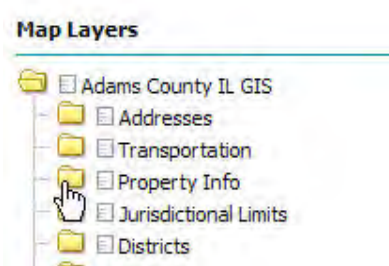 Map Layers
Adams County IL GIS
Addresses
Transportation
Property Info
Jurisdictional Limits
Districts